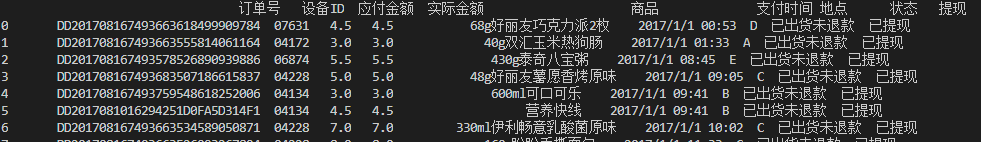 订单号 设备ID 应付金额 实际金额 商品 支付时间 地点 状态 提现
0 DD201708167493663618499909784 07631 4.5 4.5 68g好丽友巧克力派2枚 2017/1/1 00:53 D 已出货未退款 已提现
1 DD201708167493663555814061164 04172 3.0 3.0 40g双汇玉米热狗肠 2017/1/1 01:33 A 已出货未退款 已提现
2 DD201708167493578526890939886 06874 5.5 5.5 430g泰奇八宝粥 2017/1/1 08:45 E 已出货未退款 已提现
3 DD201708167493683507186615837 04228 5.0 5.0 48g好丽友薯原香烤原味 2017/1/1 09:05 C 已出货未退款 已提现
4 DD201708167493719759548618252006 04134 3.0 3.0 600ml可口可乐 2017/1/1 09:41 B 已出货未退款 已提现
5 DD2017081016294251D0FA5D314F1 04134 4.5 4.5 营养快线 2017/1/1 09:41 B 已出货未退款 已提现
6 DD201708167493663534589050871 04228 7.0 7.0 330ml伊利畅意乳酸菌原味 2017/1/1 10:02 C 已出货未退款 已提现